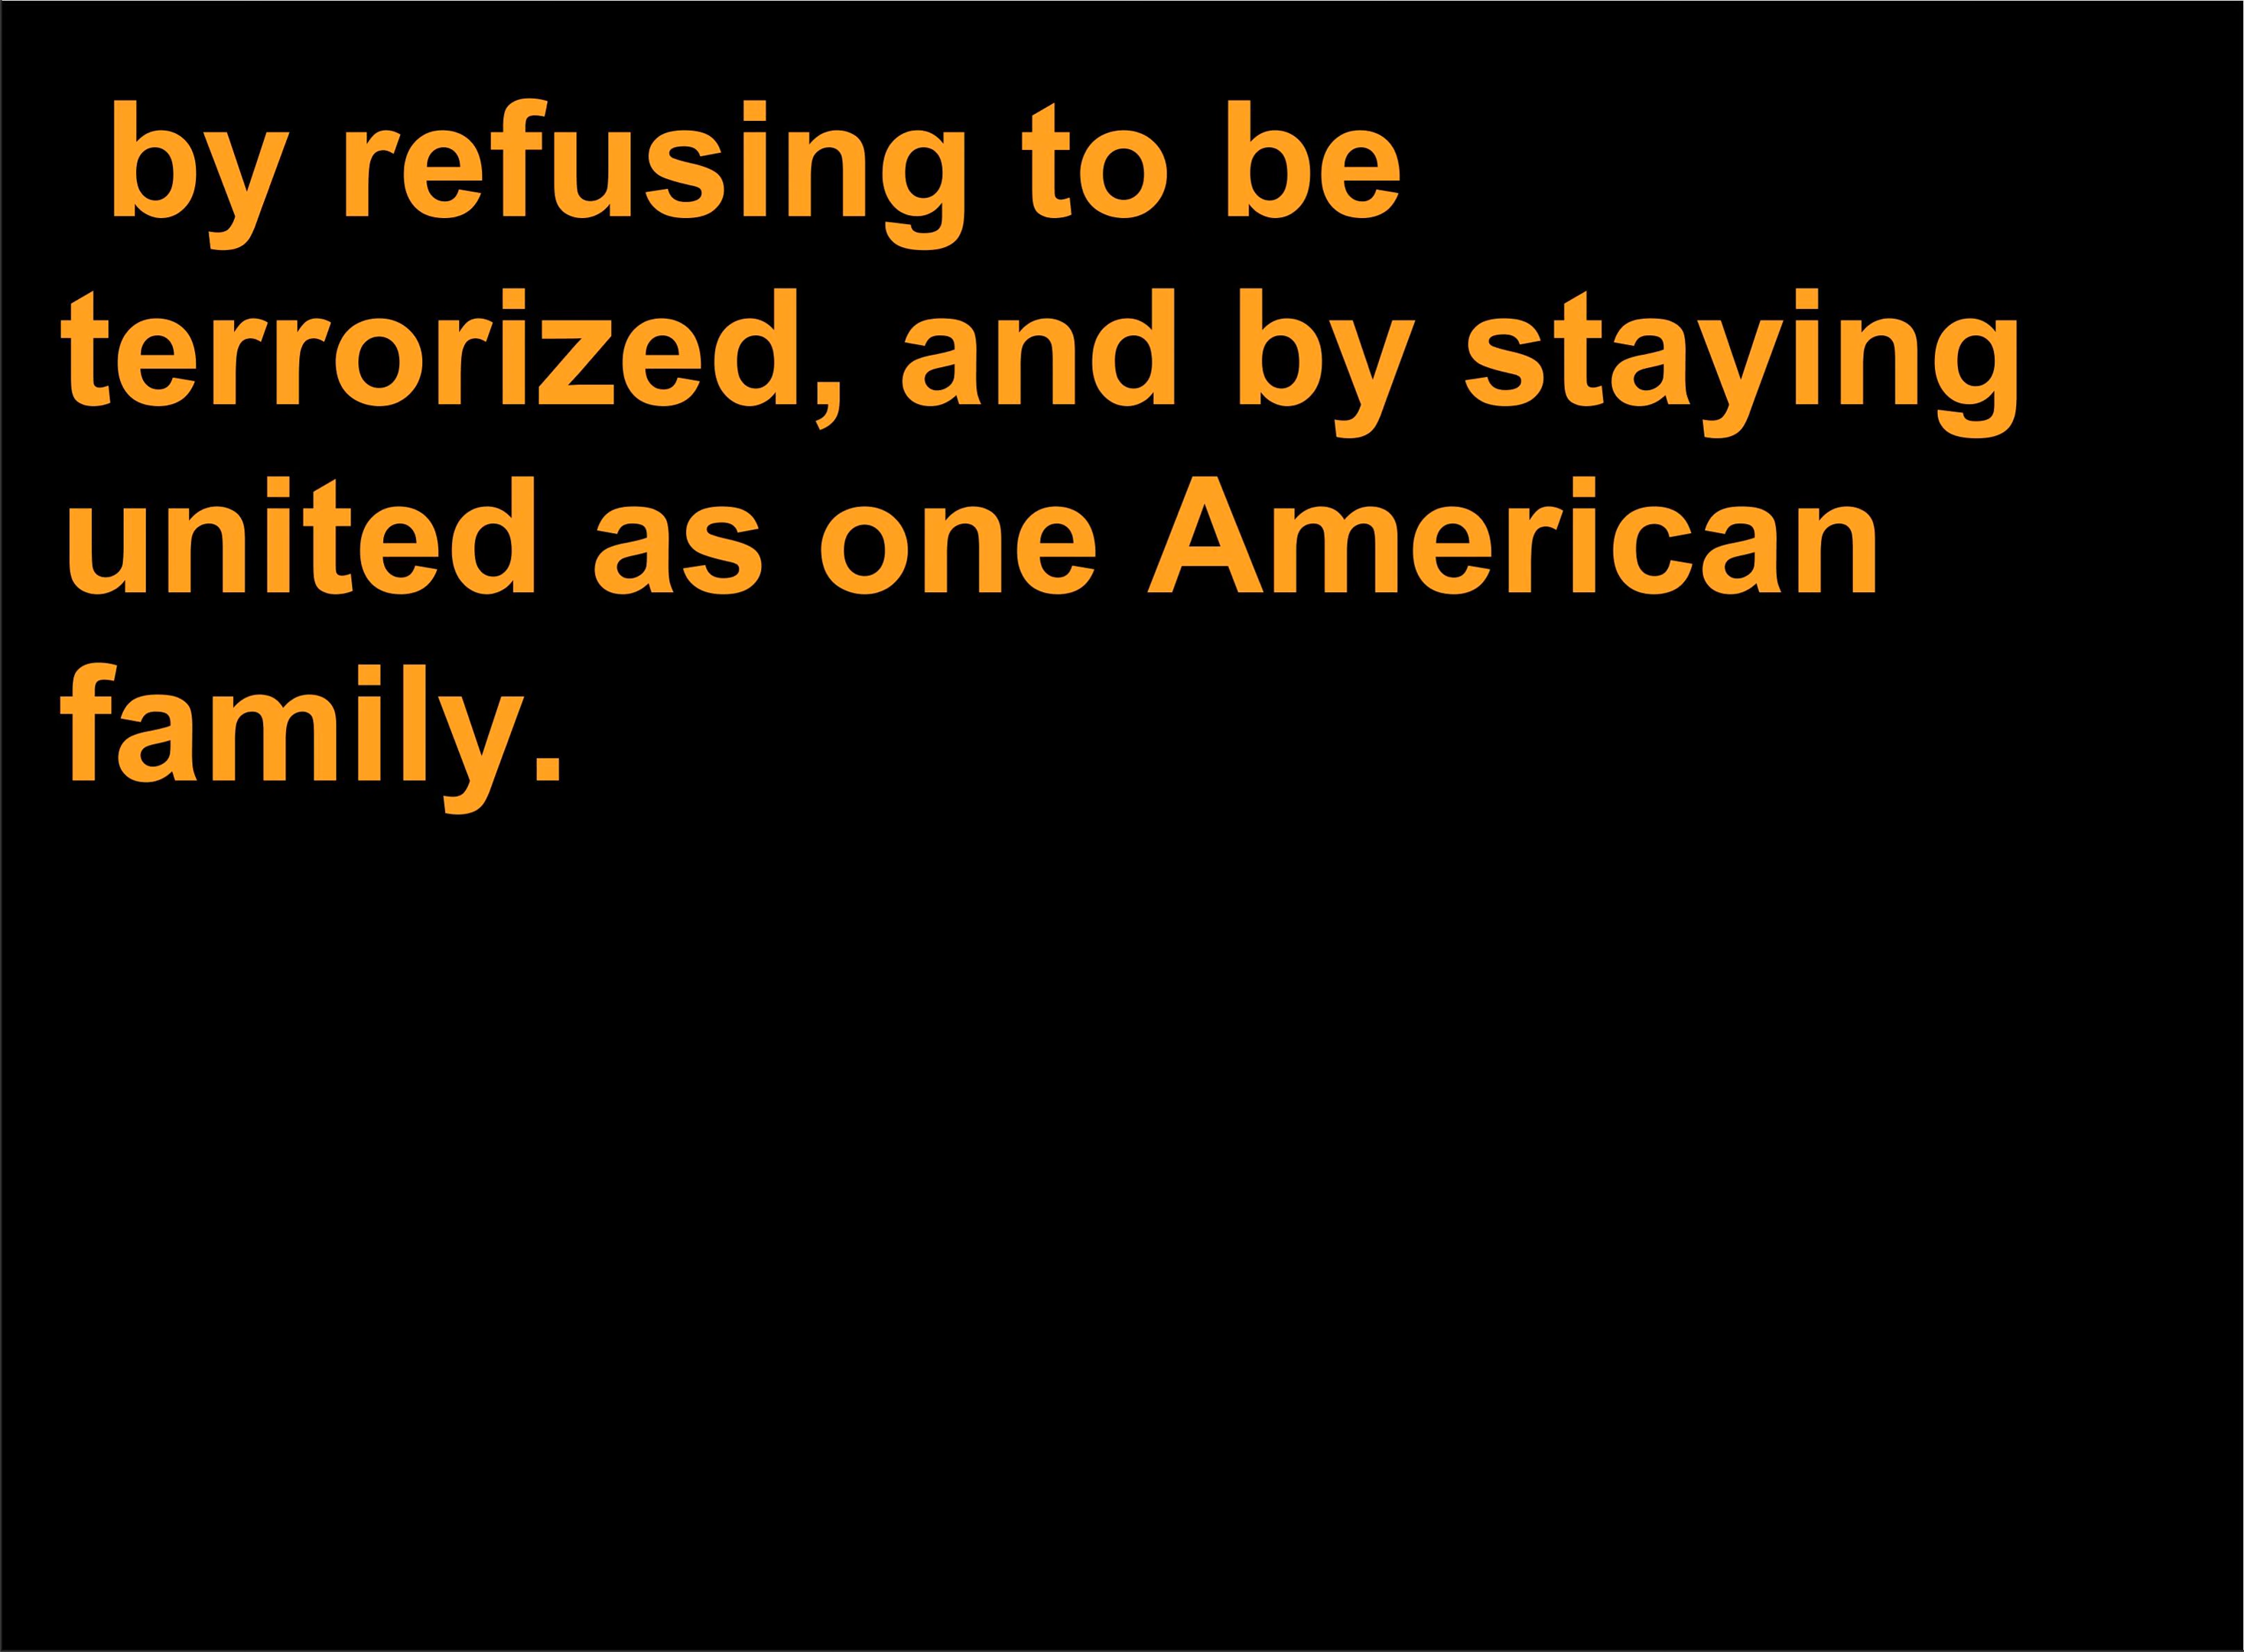 by refusing to be
terrorized, and by staying
united as one American
family.